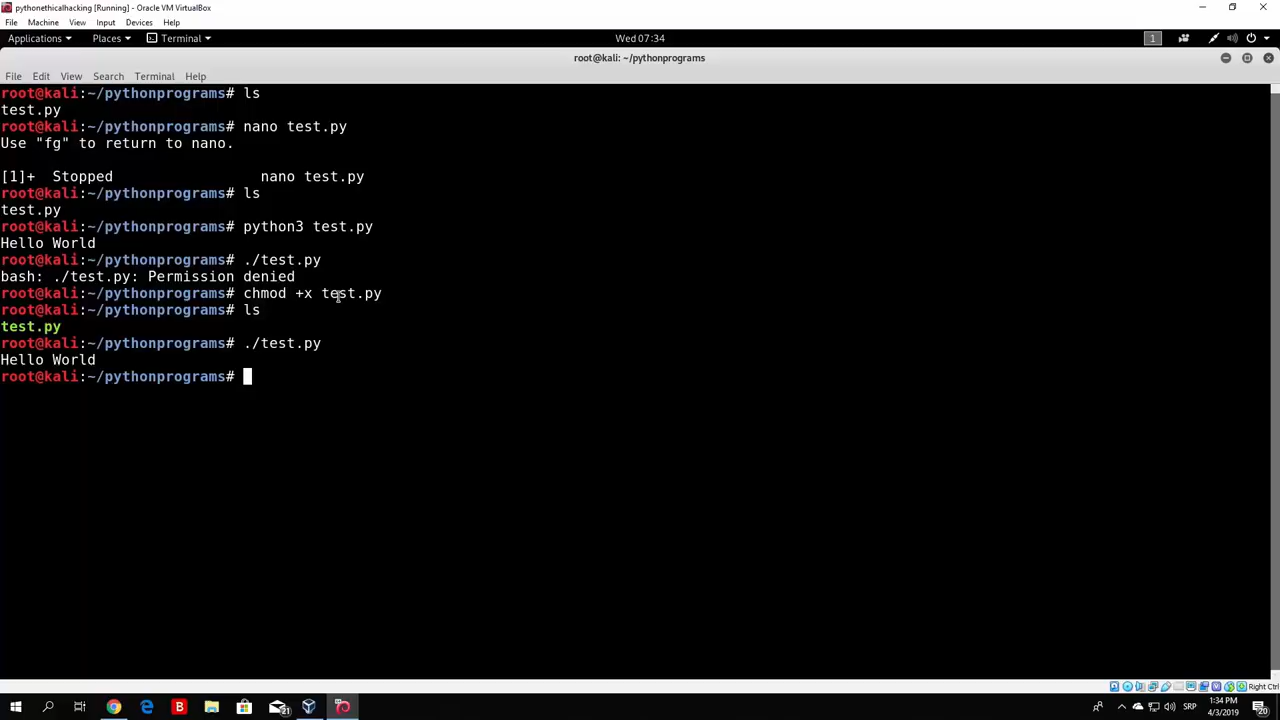 pythonethicalhacking [Running] - Oracle VM VirtualBox
File Machine View Input Devices Help
Applications Places Terminal Wed 07:34 1
root@kali: ~/pythonprograms
File Edit View Search Terminal Help
root@kali:~/pythonprograms# ls
test.py
root@kali:~/pythonprograms# nano test.py
Use "fg" to return to nano.
[1]+ Stopped nano test.py
root@kali:~/pythonprograms# ls
test.py
root@kali:~/pythonprograms# python3 test.py
Hello World
root@kali:~/pythonprograms# ./test.py
bash: ./test.py: Permission denied
root@kali:~/pythonprograms# chmod +x test.py
root@kali:~/pythonprograms# ls
test.py
root@kali:~/pythonprograms# ./test.py
Hello World
root@kali:~/pythonprograms#
Right Ctrl
B 21 SRP 1:34 PM 20
4/3/2019